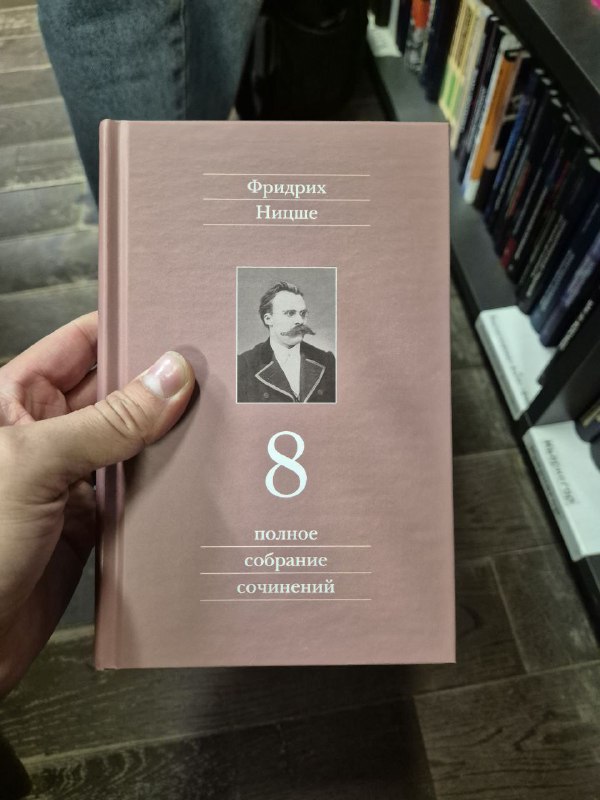 Фридрих
Ницше
8
полное
собрание
сочинений